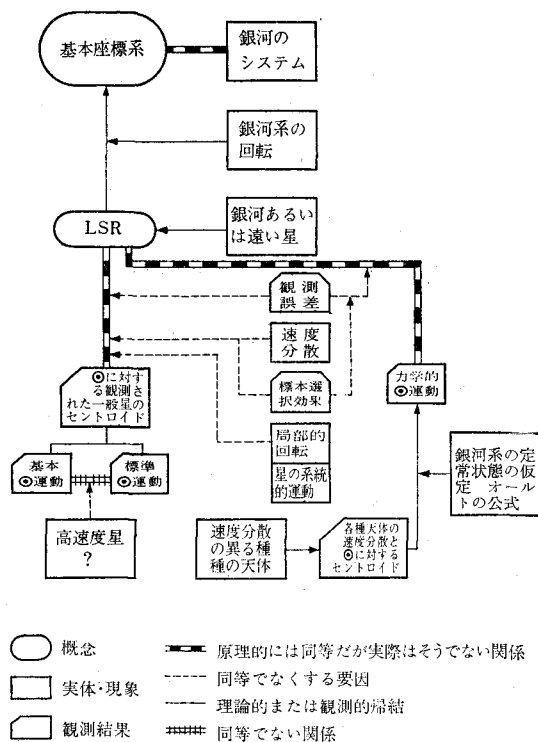 基本座標系
銀河の
システム
銀河系の
回転
LSR
銀河あるい
は遠い星
観測
誤差
速度
分散
標本選
択効果
局部的
回転
星の系統
的運動
⦿に対す
る観測さ
れた一般星の
セントロイド
力学的
⦿運動
基本
⦿運動
標準
⦿運動
銀河系の定
常状態の仮
定 オール
トの公式
高速度星
?
速度分散
の異る種
種の天体
各種天体の
速度分散と
⦿に対する
セントロイド
概念
実体・現象
観測結果
原理的には同等だが実際はそうでない関係
同等でなくする要因
理論的または観測的帰結
同等でない関係